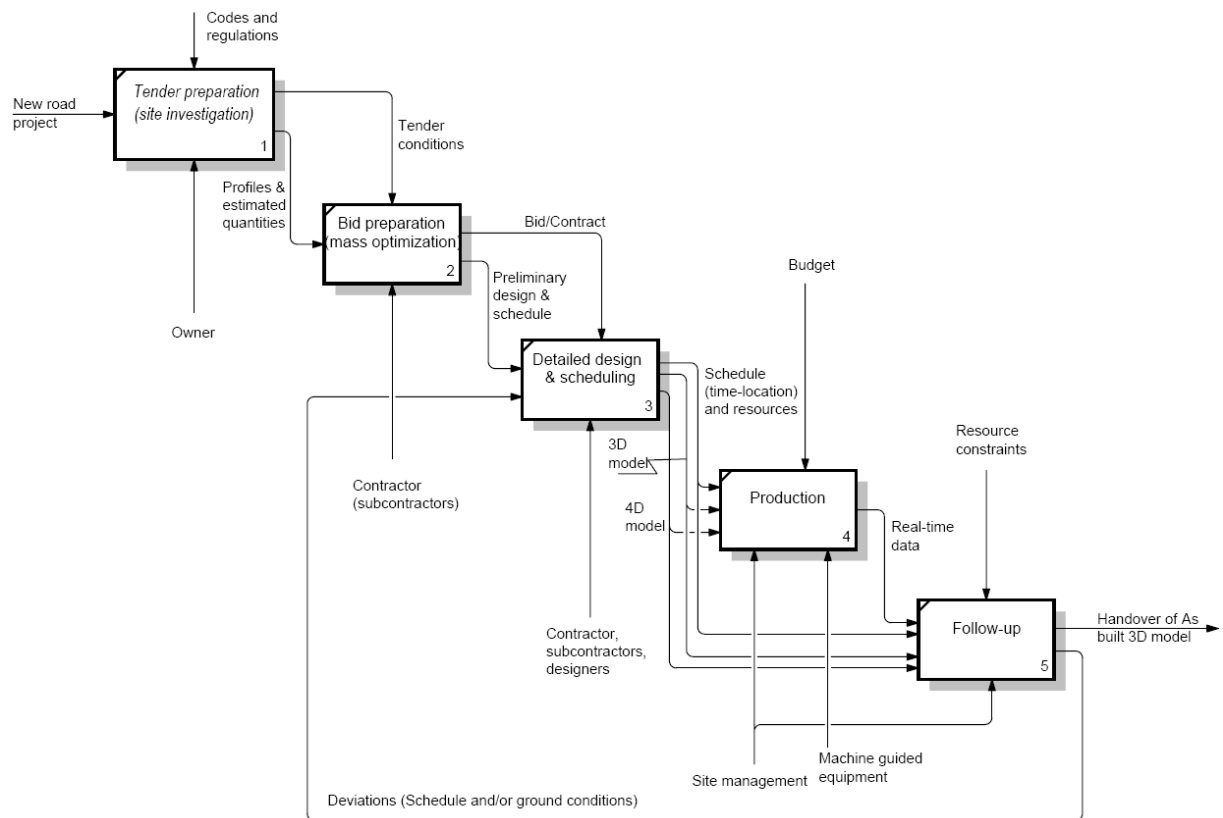 Codes and
regulations
Tender preparation
(site investigation)
1
New road
project
Tender
conditions
Profiles &
estimated
quantities
Owner
Bid preparation
(mass optimization)
2
Bid/Contract
Preliminary
design &
schedule
Contractor
(subcontractors)
Budget
Detailed design
& scheduling
3
Schedule
(time-location)
and resources
3D
model
4D
model
Contractor,
subcontractors,
designers
Production
4
Resource
constraints
Real-time
data
Follow-up
5
Handover of As
built 3D model
Site management
Machine guided
equipment
Deviations (Schedule and/or ground conditions)